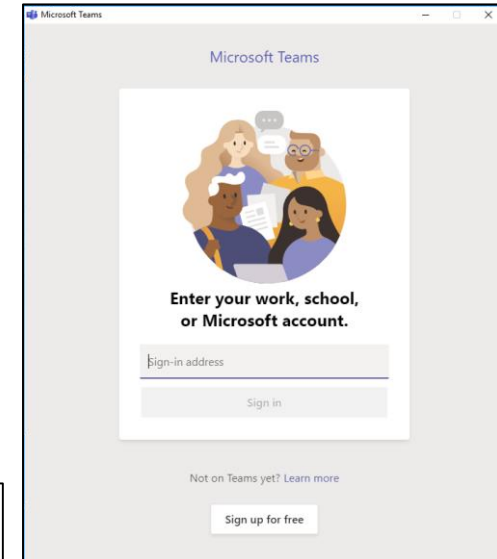 Microsoft Teams
Microsoft Teams
Enter your work, school,
or Microsoft account.
Sign-in address
Sign in
Not on Teams yet? Learn more
Sign up for free